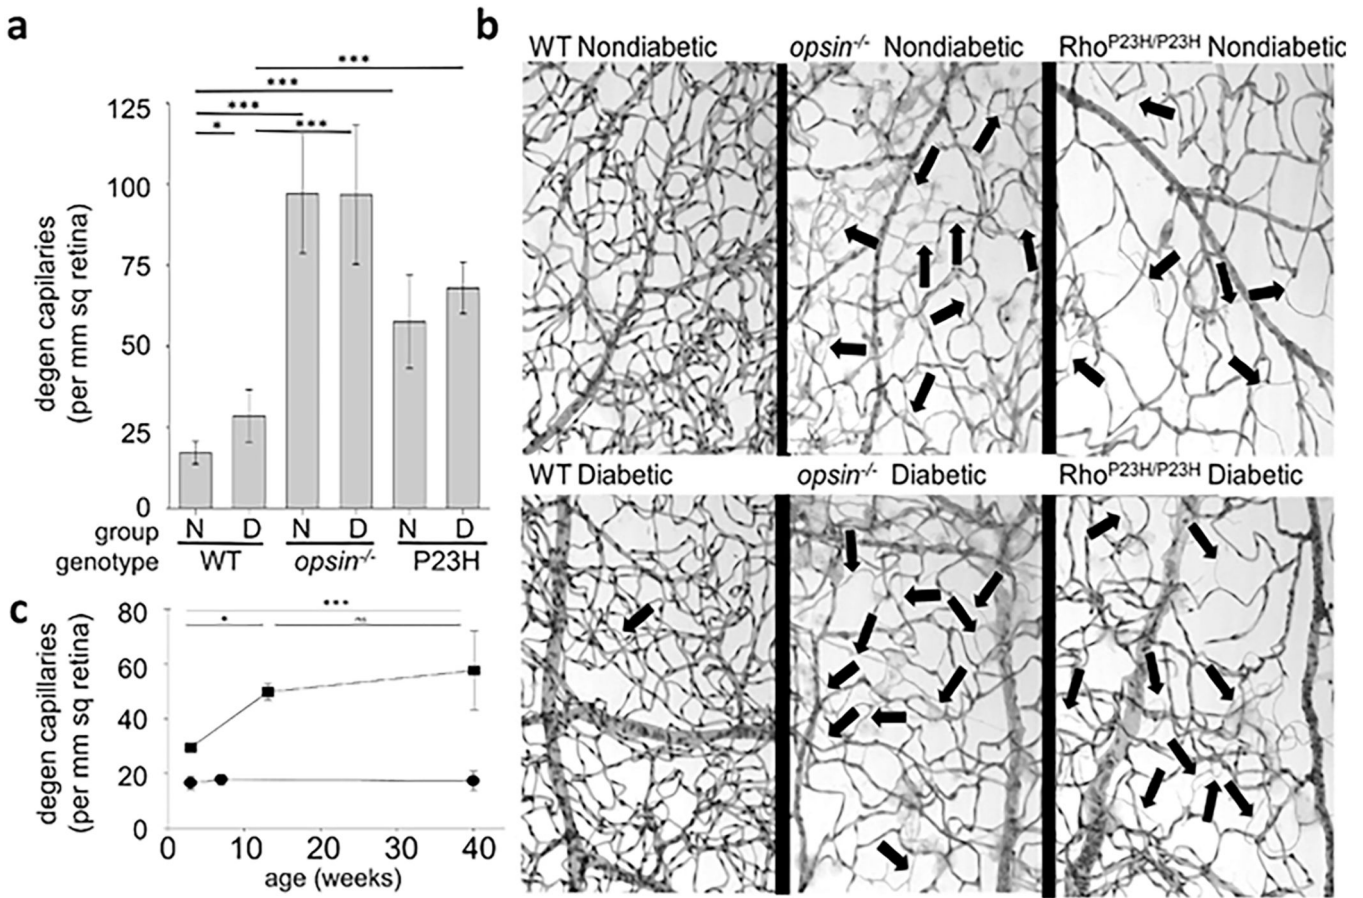 a
***
***
***
***
*
125
100
75
50
25
0
degen capilaries
(per mm sq retina)
group N D N D N D
genotype WT opsin-/- P23H
b
WT Nondiabetic
opsin-/- Nondiabetic
RhoP23H/P23H Nondiabetic
WT Diabetic
opsin-/- Diabetic
RhoP23H/P23H Diabetic
c
***
*
80
60
40
20
0
degen capillaries
(per mm sq retina)
0 10 20 30 40
age (weeks)